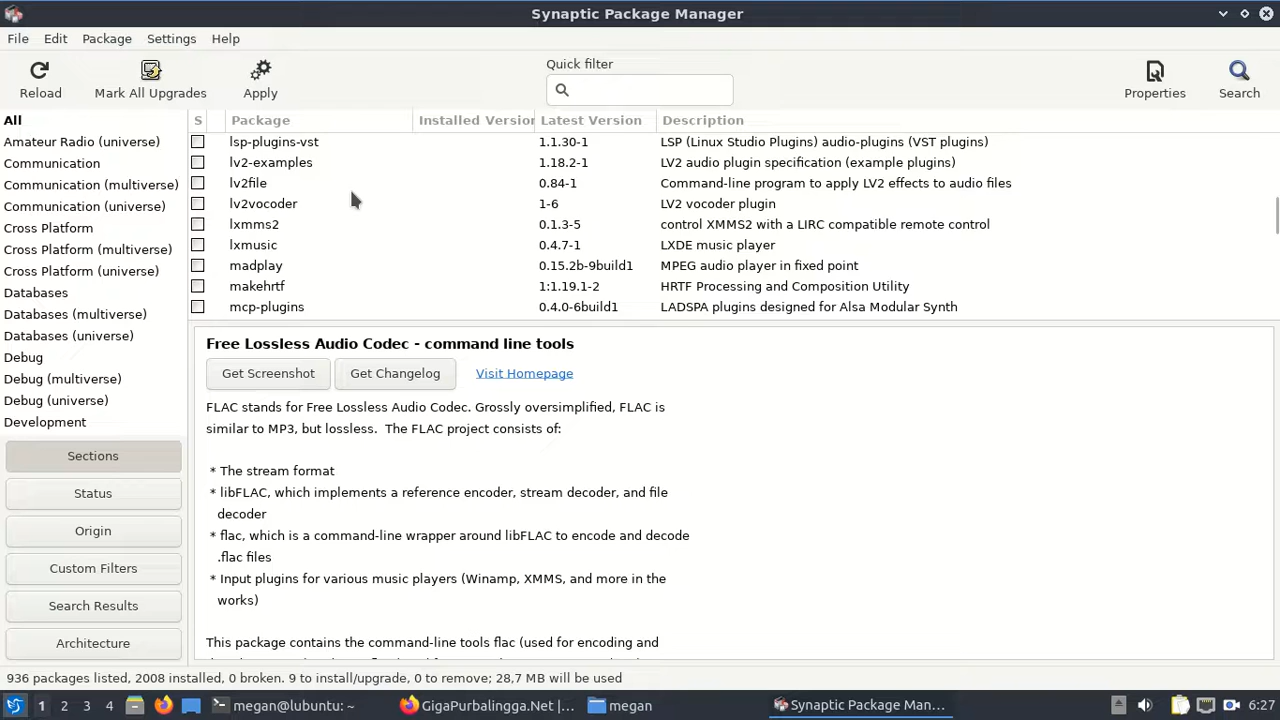 Synaptic Package Manager
File Edit Package Settings Help
Reload Mark All Upgrades Apply
Quick filter
Properties Search
All
Amateur Radio (universe)
Communication
Communication (multiverse)
Communication (universe)
Cross Platform
Cross Platform (multiverse)
Cross Platform (universe)
Databases
Databases (multiverse)
Databases (universe)
Debug
Debug (multiverse)
Debug (universe)
Development
Sections
Status
Origin
Custom Filters
Search Results
Architecture
S Package Installed Version Latest Version Description
lsp-plugins-vst 1.1.30-1 LSP (Linux Studio Plugins) audio-plugins (VST plugins)
lv2-examples 1.18.2-1 LV2 audio plugin specification (example plugins)
lv2file 0.84-1 Command-line program to apply LV2 effects to audio files
lv2vocoder 1-6 LV2 vocoder plugin
lxmms2 0.1.3-5 control XMMS2 with a LIRC compatible remote control
lxmusic 0.4.7-1 LXDE music player
madplay 0.15.2b-9build1 MPEG audio player in fixed point
makehrtf 1:1.19.1-2 HRTF Processing and Composition Utility
mcp-plugins 0.4.0-6build1 LADSPA plugins designed for Alsa Modular Synth
Free Lossless Audio Codec - command line tools
Get Screenshot Get Changelog Visit Homepage
FLAC stands for Free Lossless Audio Codec. Grossly oversimplified, FLAC is
similar to MP3, but lossless. The FLAC project consists of:
* The stream format
* libFLAC, which implements a reference encoder, stream decoder, and file
decoder
* flac, which is a command-line wrapper around libFLAC to encode and decode
.flac files
* Input plugins for various music players (Winamp, XMMS, and more in the
works)
This package contains the command-line tools flac (used for encoding and
936 packages listed, 2008 installed, 0 broken. 9 to install/upgrade, 0 to remove; 28,7 MB will be used
1 2 3 4 megan@lubuntu: ~ GigaPurbalingga.Net |... megan Synaptic Package Man... 6:27